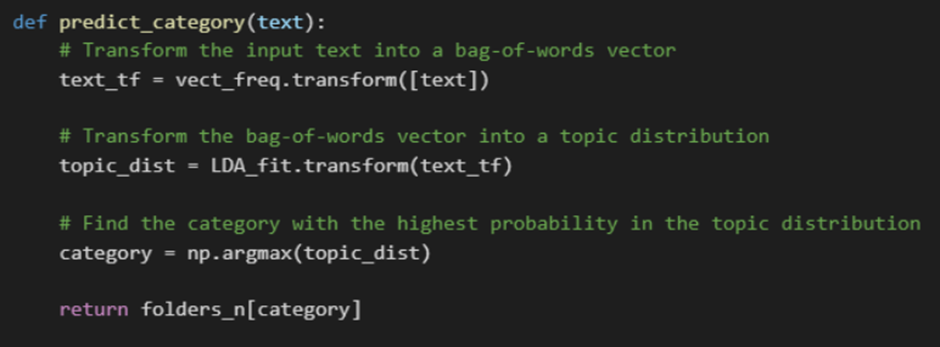 def predict_category(text):
    # Transform the input text into a bag-of-words vector
    text_tf = vect_freq.transform([text])

    # Transform the bag-of-words vector into a topic distribution
    topic_dist = LDA_fit.transform(text_tf)

    # Find the category with the highest probability in the topic distribution
    category = np.argmax(topic_dist)

    return folders_n[category]